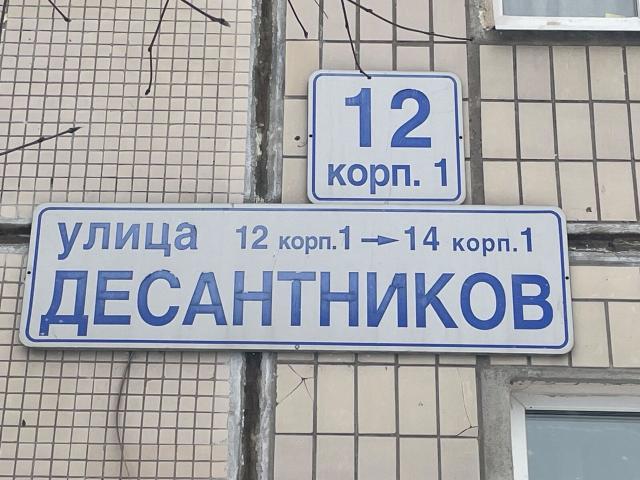 12
корп. 1
улица 12 корп.1 → 14 корп.1
ДЕСАНТНИКОВ